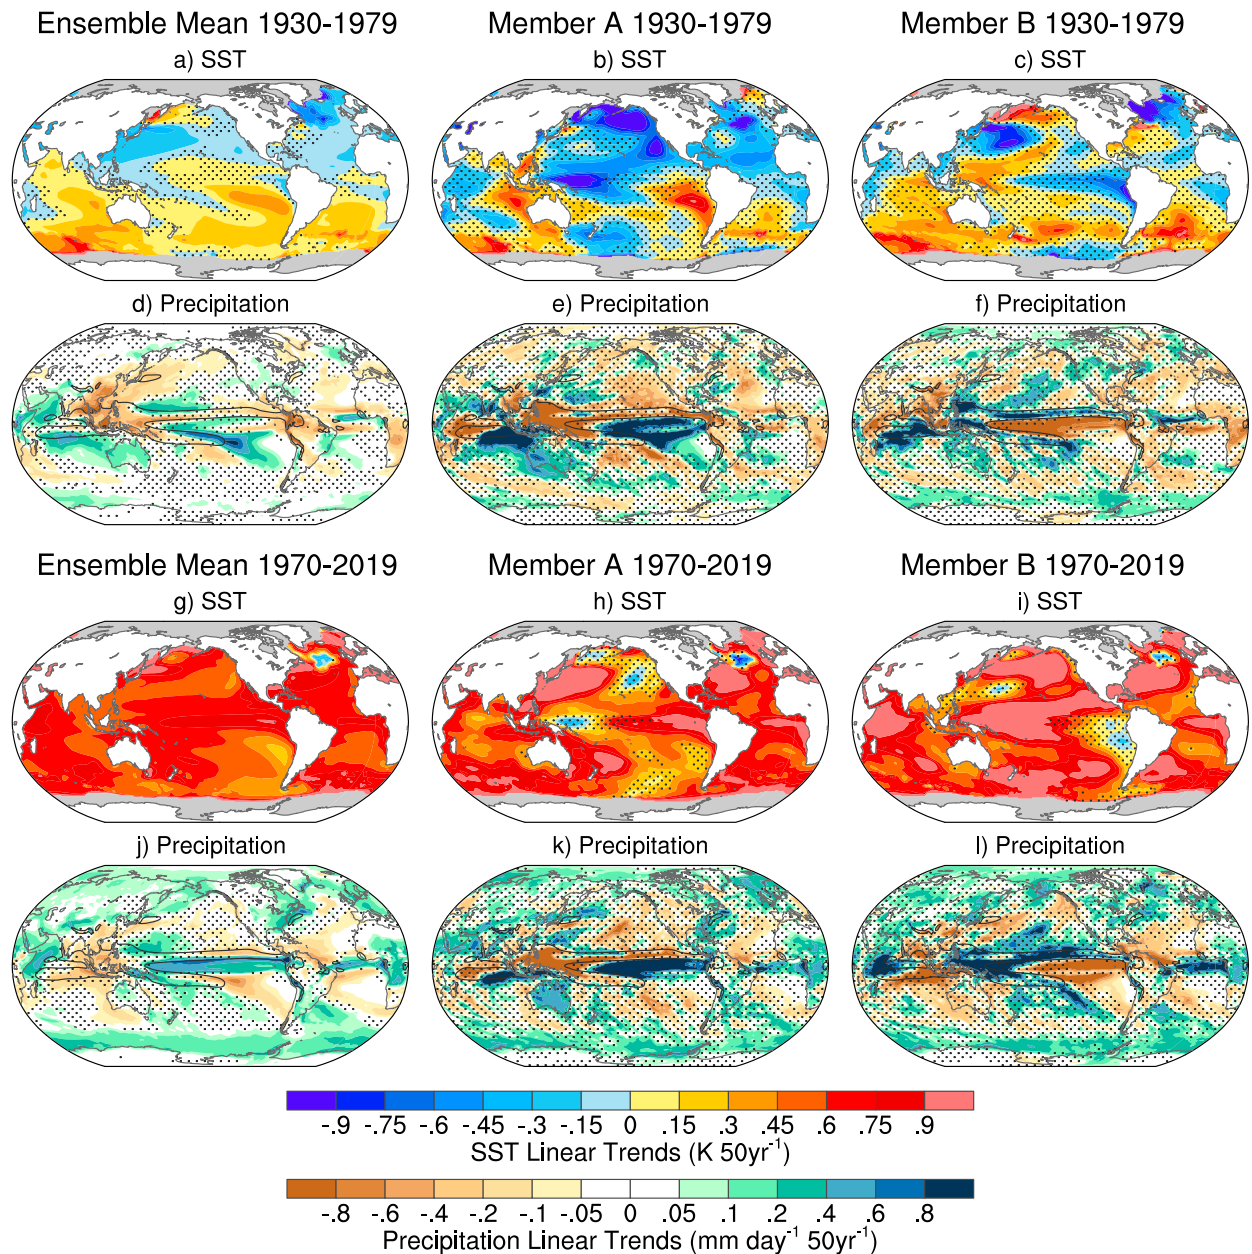 Ensemble Mean 1930-1979
Member A 1930-1979
Member B 1930-1979
a) SST
b) SST
c) SST
d) Precipitation
e) Precipitation
f) Precipitation
Ensemble Mean 1970-2019
Member A 1970-2019
Member B 1970-2019
g) SST
h) SST
i) SST
j) Precipitation
k) Precipitation
l) Precipitation
-.9 -.75 -.6 -.45 -.3 -.15 0 .15 .3 .45 .6 .75 .9
SST Linear Trends (K 50yr⁻¹)
-.8 -.6 -.4 -.2 -.1 -.05 0 .05 .1 .2 .4 .6 .8
Precipitation Linear Trends (mm day⁻¹ 50yr⁻¹)